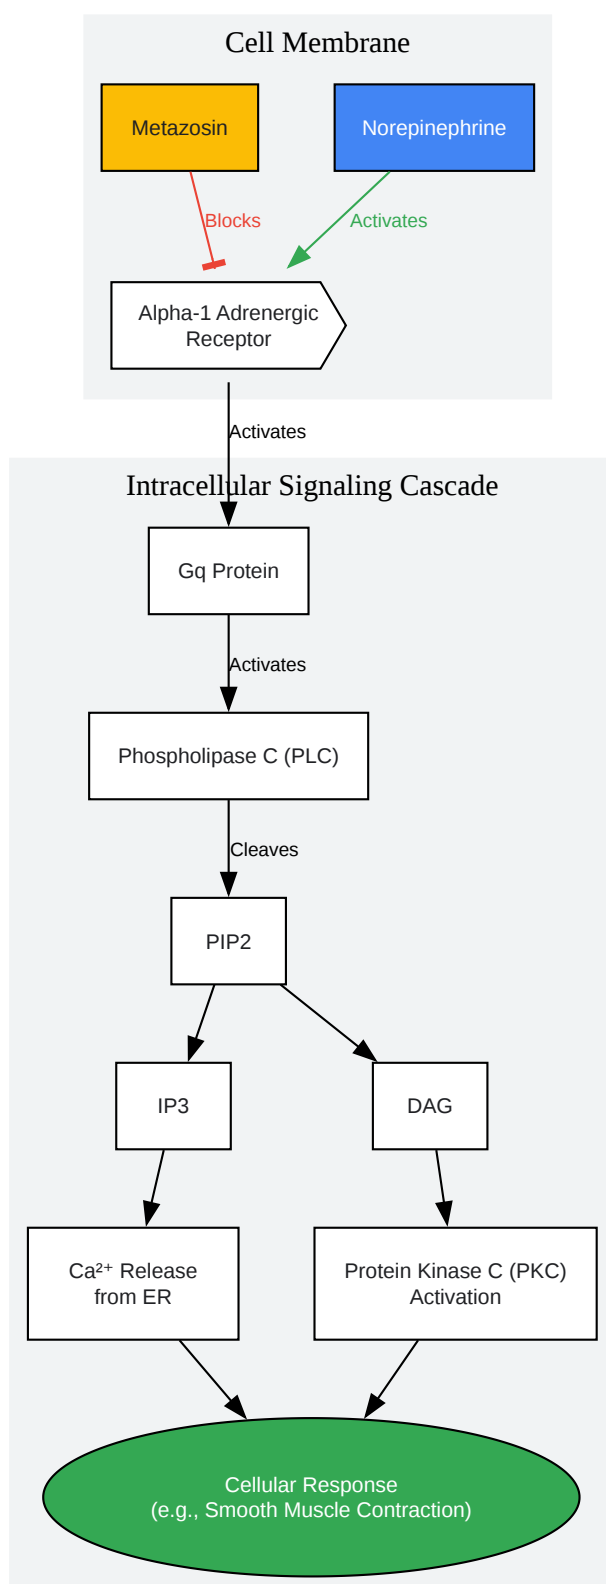 Cell Membrane
Metazosin
Norepinephrine
Blocks
Activates
Alpha-1 Adrenergic
Receptor
Activates
Intracellular Signaling Cascade
Gq Protein
Activates
Phospholipase C (PLC)
Cleaves
PIP2
IP3
DAG
Ca²⁺ Release
from ER
Protein Kinase C (PKC)
Activation
Cellular Response
(e.g., Smooth Muscle Contraction)